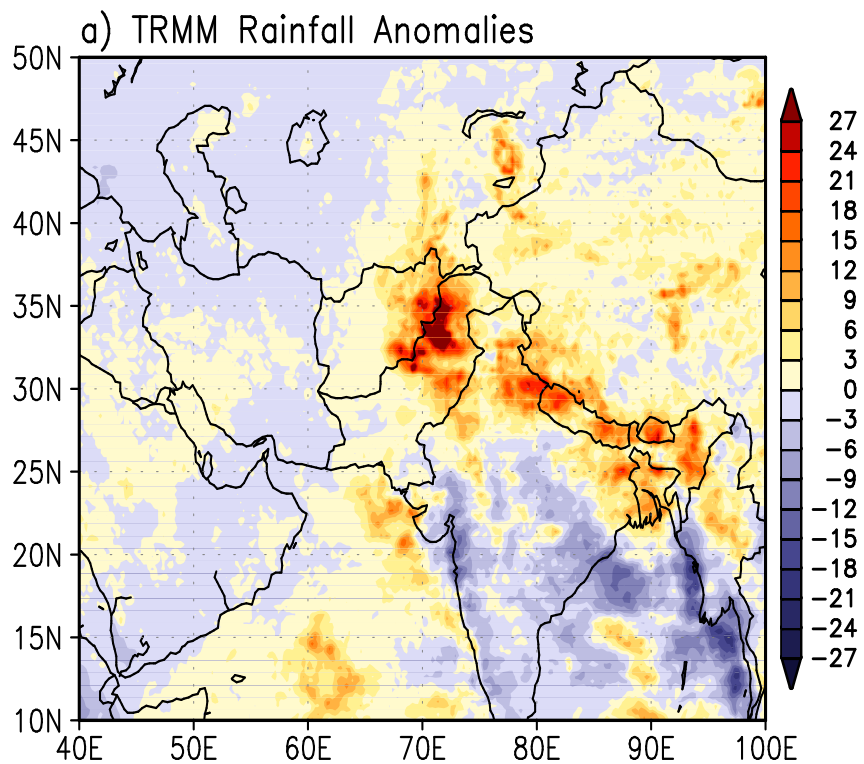 a) TRMM Rainfall Anomalies
50N
45N
40N
35N
30N
25N
20N
15N
10N
40E 50E 60E 70E 80E 90E 100E
27
24
21
18
15
12
9
6
3
0
−3
−6
−9
−12
−15
−18
−21
−24
−27